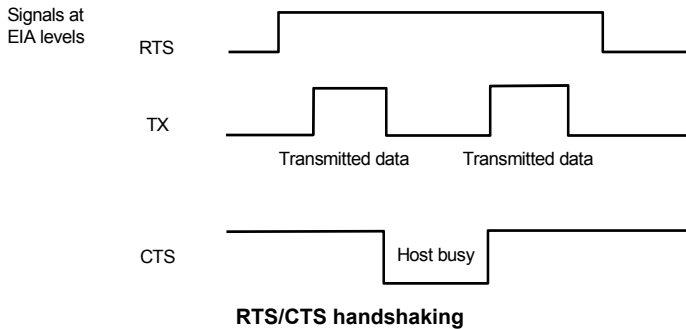 Signals at
EIA levels
RTS
TX
Transmitted data
Transmitted data
CTS
Host busy
RTS/CTS handshaking